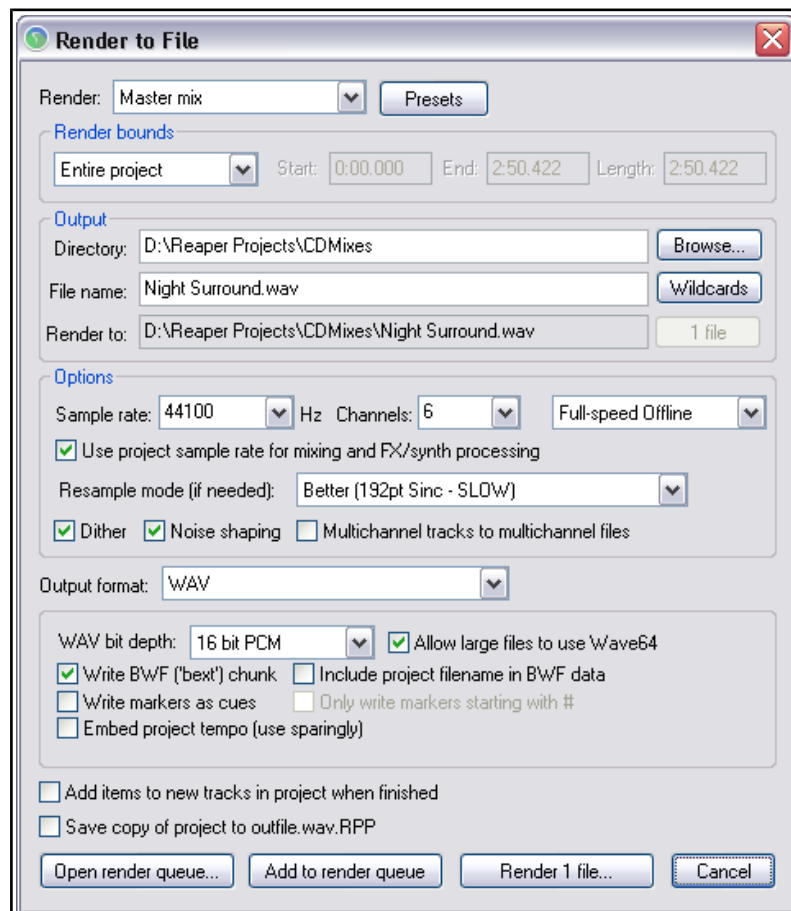 Render to File
Render: Master mix Presets
Render bounds
Entire project Start: 0:00.000 End: 2:50.422 Length: 2:50.422
Output
Directory: D:\Reaper Projects\CDMixes Browse...
File name: Night Surround.wav Wildcards
Render to: D:\Reaper Projects\CDMixes\Night Surround.wav 1 file
Options
Sample rate: 44100 Hz Channels: 6 Full-speed Offline
Use project sample rate for mixing and FX/synth processing
Resample mode (if needed): Better (192pt Sinc - SLOW)
Dither Noise shaping Multichannel tracks to multichannel files
Output format: WAV
WAV bit depth: 16 bit PCM Allow large files to use Wave64
Write BWF ('bext') chunk Include project filename in BWF data
Write markers as cues Only write markers starting with #
Embed project tempo (use sparingly)
Add items to new tracks in project when finished
Save copy of project to outfile.wav.RPP
Open render queue... Add to render queue Render 1 file... Cancel